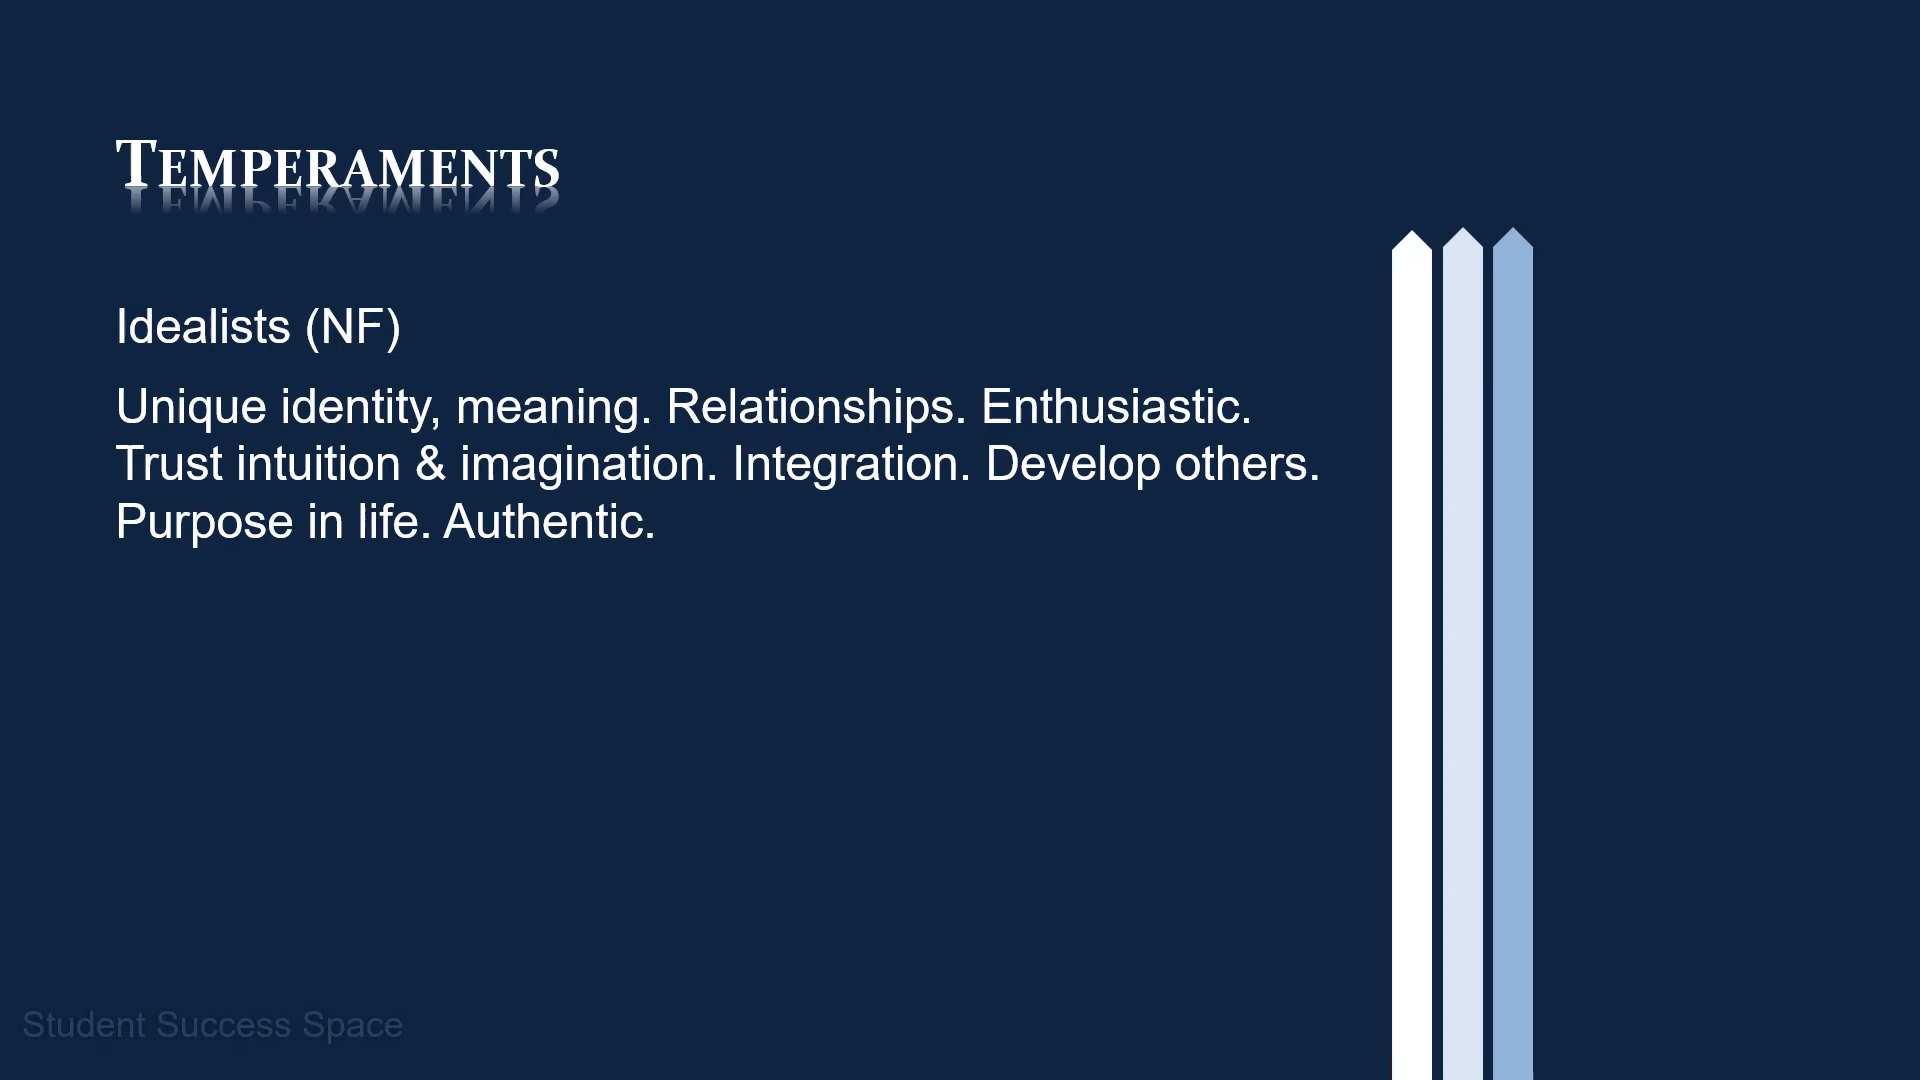 Temperaments
Idealists (NF)
Unique identity, meaning. Relationships. Enthusiastic.
Trust intuition & imagination. Integration. Develop others.
Purpose in life. Authentic.
Student Success Space